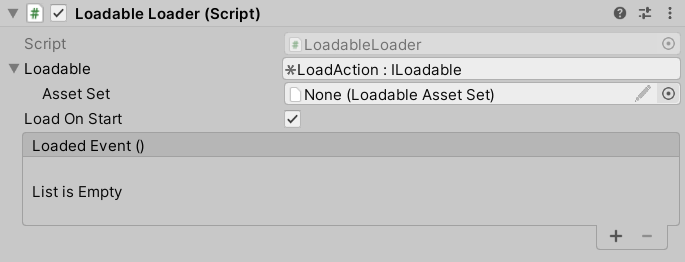 Loadable Loader (Script)
Script LoadableLoader
Loadable LoadAction : ILoadable
Asset Set None (Loadable Asset Set)
Load On Start
Loaded Event ()
List is Empty